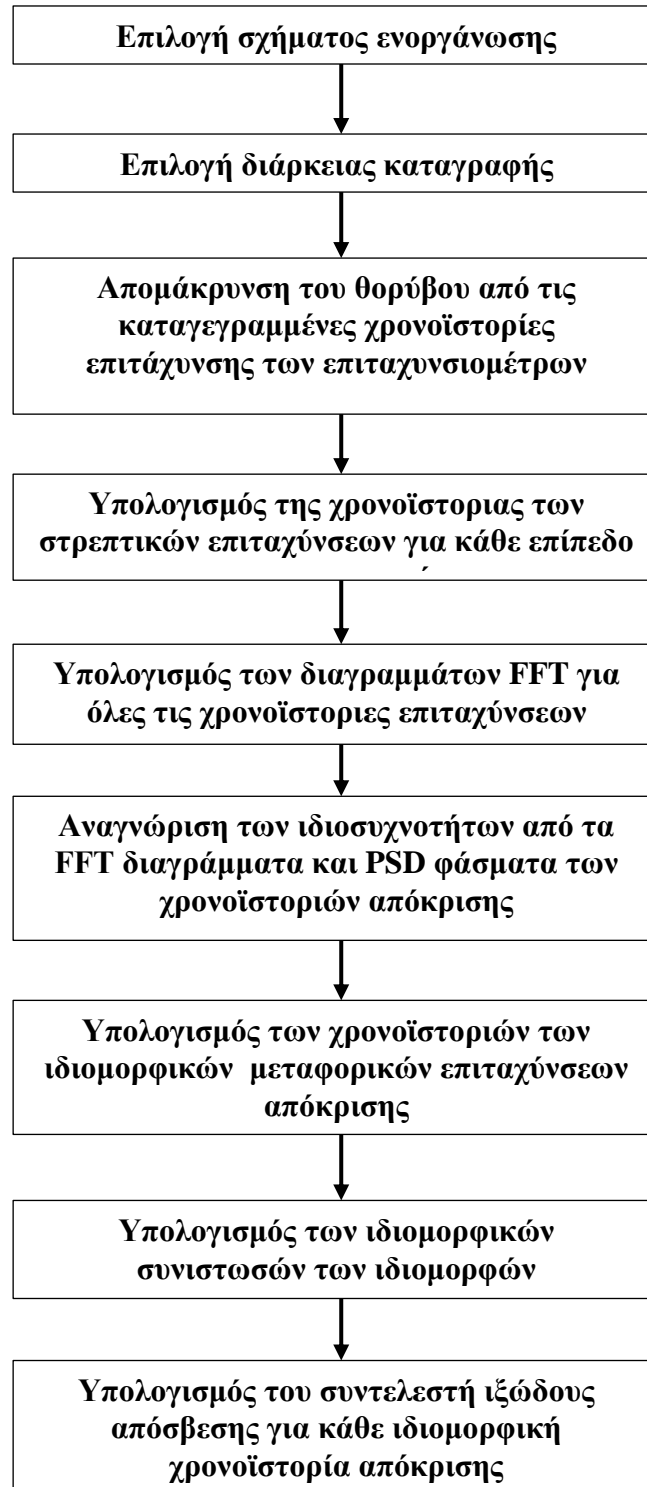 Επιλογή σχήματος ενοργάνωσης
Επιλογή διάρκειας καταγραφής
Απομάκρυνση του θορύβου από τις
καταγεγραμμένες χρονοϊστορίες
επιτάχυνσης των επιταχυνσιομέτρων
Υπολογισμός της χρονοϊστοριας των
στρεπτικών επιταχύνσεων για κάθε επίπεδο
Υπολογισμός των διαγραμμάτων FFT για
όλες τις χρονοϊστοριες επιταχύνσεων
Αναγνώριση των ιδιοσυχνοτήτων από τα
FFT διαγράμματα και PSD φάσματα των
χρονοϊστοριών απόκρισης
Υπολογισμός των χρονοϊστοριών των
ιδιομορφικών μεταφορικών επιταχύνσεων
απόκρισης
Υπολογισμός των ιδιομορφικών
συνιστωσών των ιδιομορφών
Υπολογισμός του συντελεστή ιξώδους
απόσβεσης για κάθε ιδιομορφική
χρονοϊστορία απόκρισης